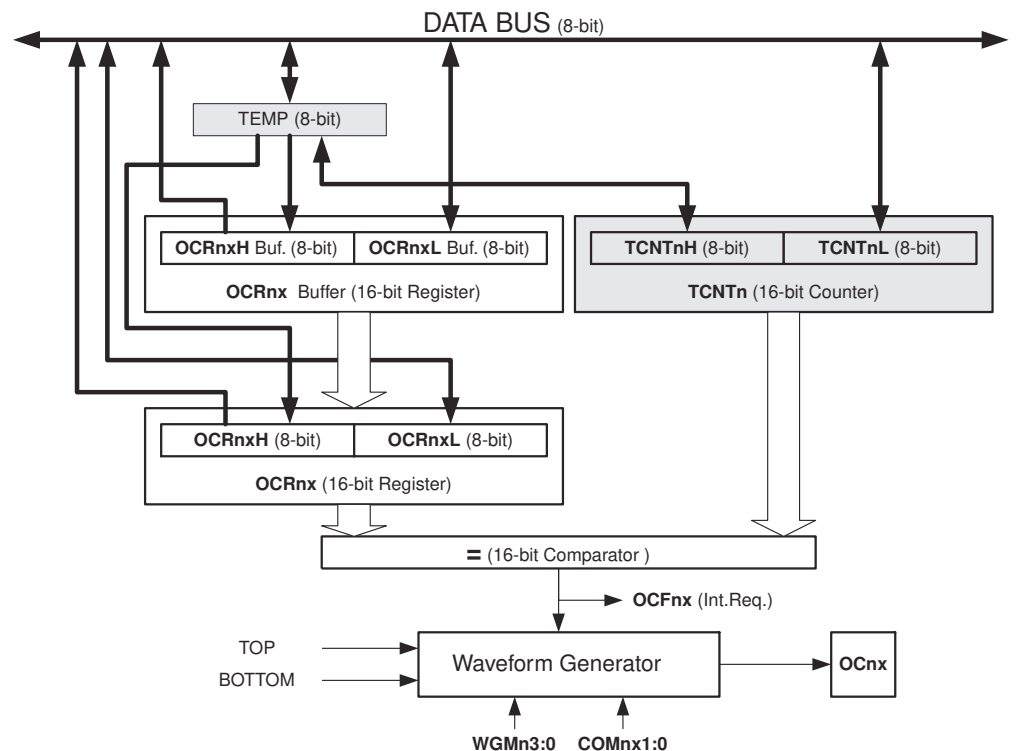 DATA BUS (8-bit)
TEMP (8-bit)
OCRnxH Buf. (8-bit)
OCRnxL Buf. (8-bit)
OCRnx Buffer (16-bit Register)
TCNTnH (8-bit)
TCNTnL (8-bit)
TCNTn (16-bit Counter)
OCRnxH (8-bit)
OCRnxL (8-bit)
OCRnx (16-bit Register)
= (16-bit Comparator )
OCFnx (Int.Req.)
TOP
BOTTOM
Waveform Generator
OCnx
WGMn3:0
COMnx1:0